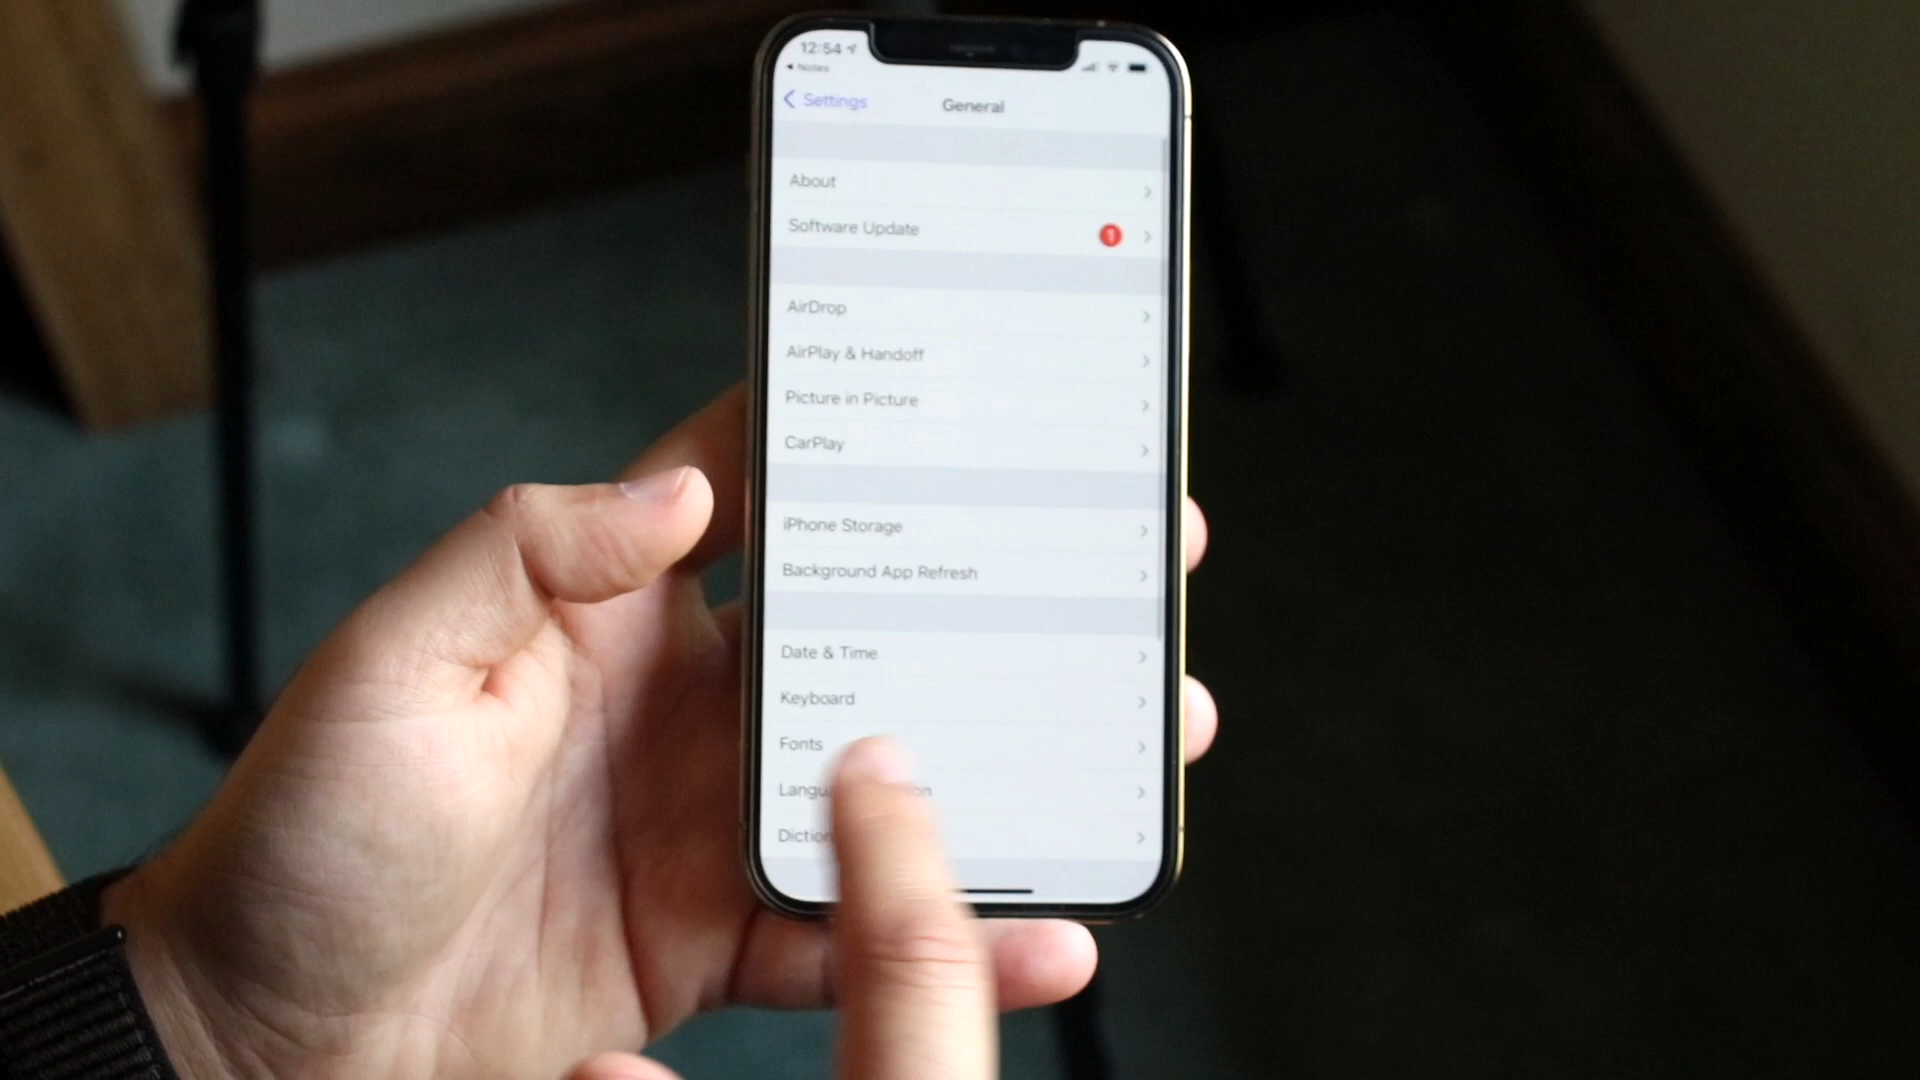 12:54
Notes
Settings
General
About
Software Update
1
AirDrop
AirPlay & Handoff
Picture in Picture
CarPlay
iPhone Storage
Background App Refresh
Date & Time
Keyboard
Fonts